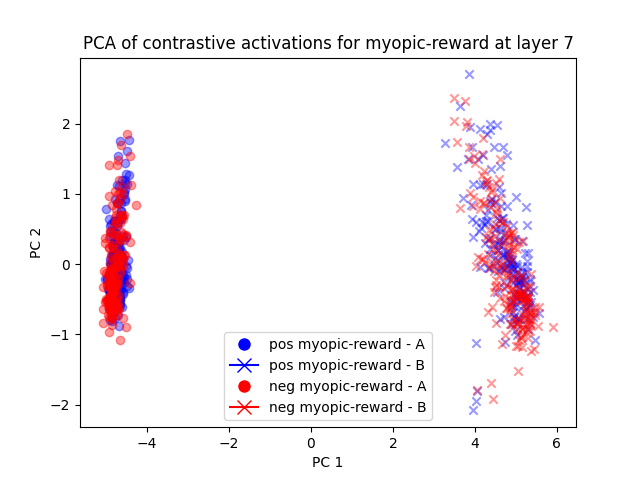 PCA of contrastive activations for myopic-reward at layer 7
2
1
0
−1
−2
PC 2
pos myopic-reward - A
pos myopic-reward - B
neg myopic-reward - A
neg myopic-reward - B
−4 −2 0 2 4 6
PC 1